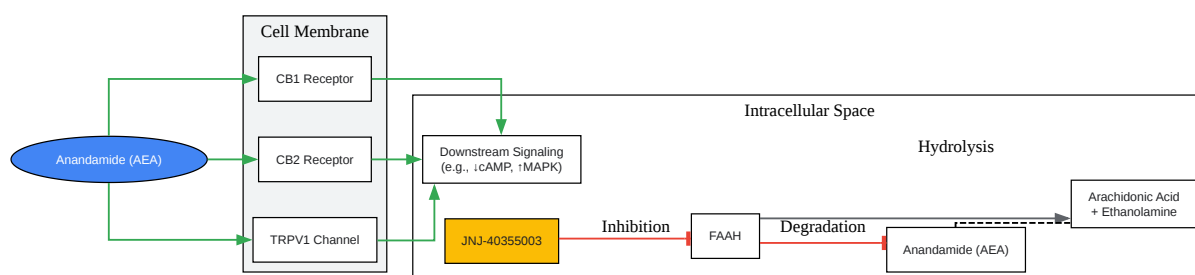 Cell Membrane
CB1 Receptor
Intracellular Space
Anandamide (AEA)
CB2 Receptor
Downstream Signaling
(e.g., ↓cAMP, ↑MAPK)
Hydrolysis
Arachidonic Acid
+ Ethanolamine
TRPV1 Channel
JNJ-40355003
Inhibition
FAAH
Degradation
Anandamide (AEA)